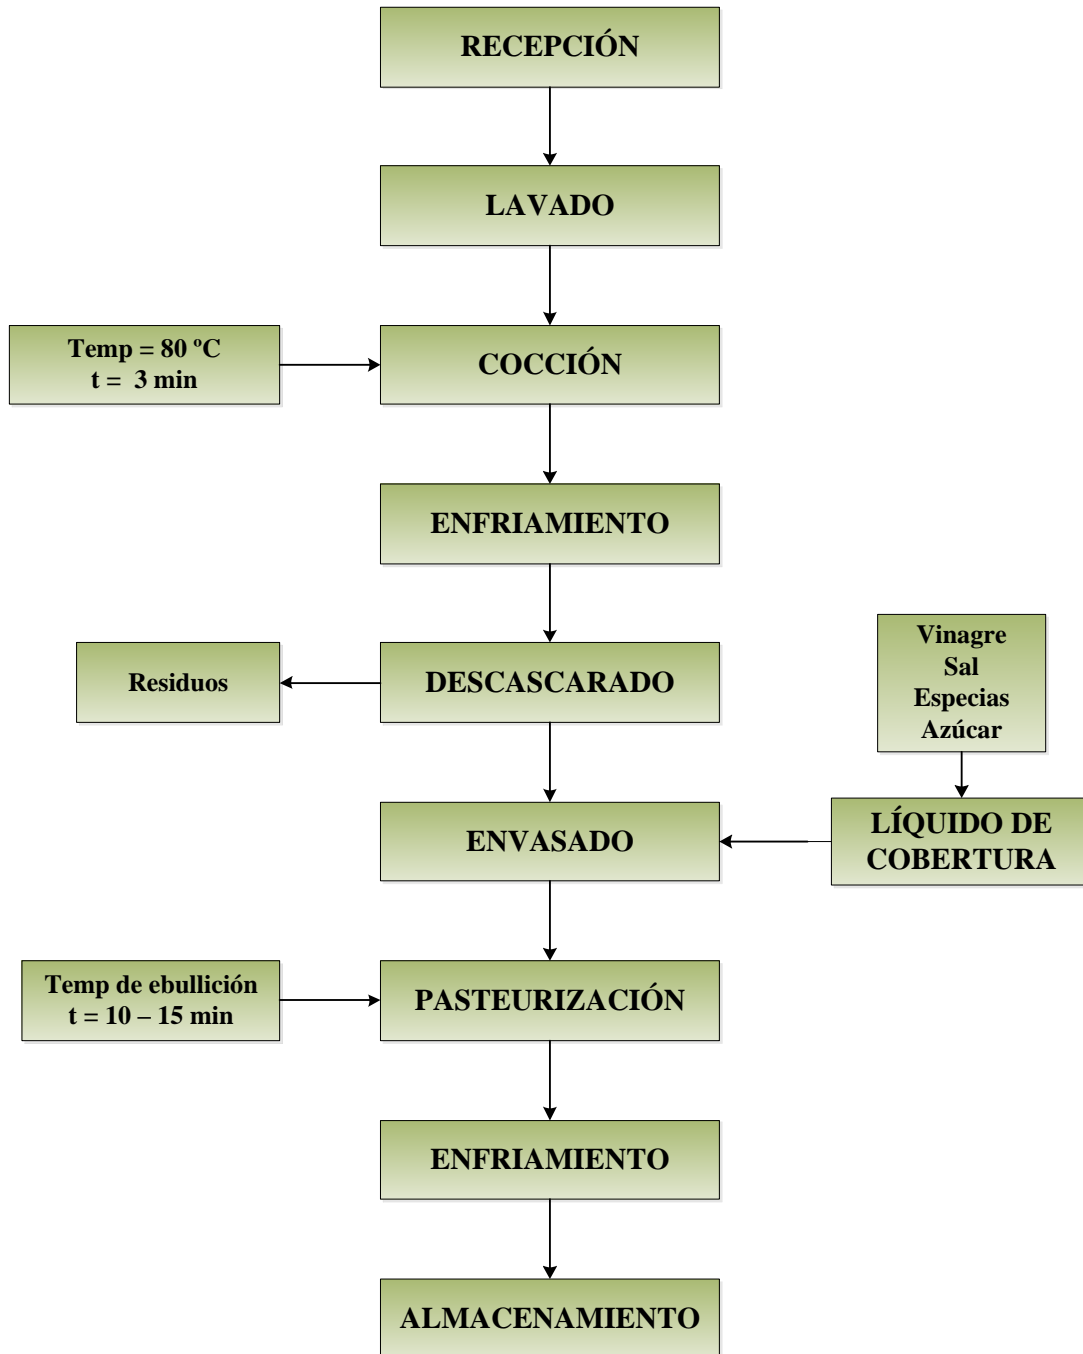 RECEPCIÓN
LAVADO
Temp = 80 ºC
t = 3 min
COCCIÓN
ENFRIAMIENTO
Residuos
DESCASCARADO
Vinagre
Sal
Especias
Azúcar
ENVASADO
LÍQUIDO DE
COBERTURA
Temp de ebullición
t = 10 – 15 min
PASTEURIZACIÓN
ENFRIAMIENTO
ALMACENAMIENTO